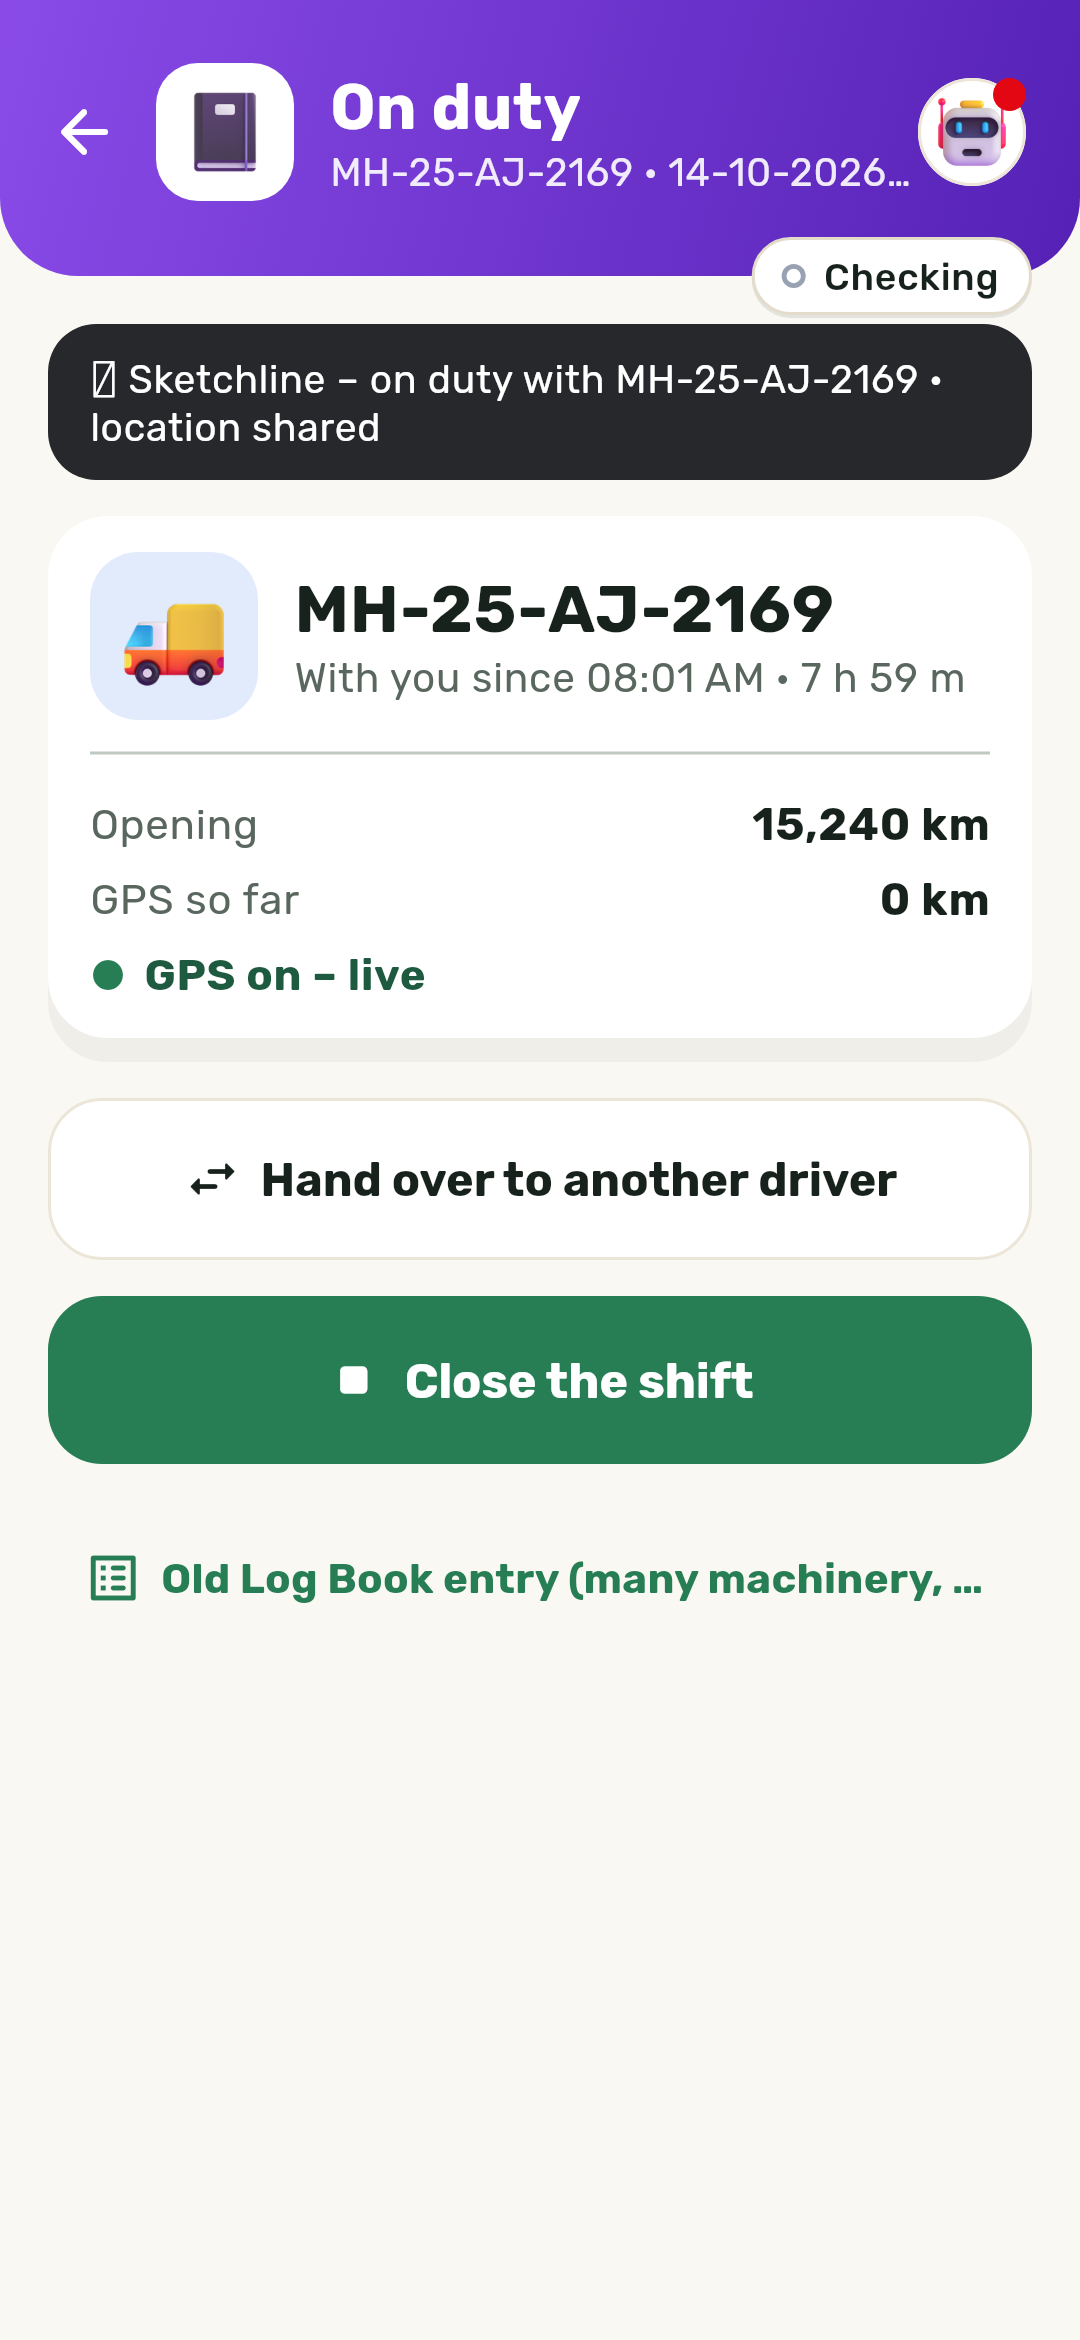 On duty
MH-25-AJ-2169 • 14-10-2026...
Checking
Sketchline – on duty with MH-25-AJ-2169 •
location shared
MH-25-AJ-2169
With you since 08:01 AM • 7 h 59 m
Opening 15,240 km
GPS so far 0 km
GPS on – live
Hand over to another driver
Close the shift
Old Log Book entry (many machinery, ...